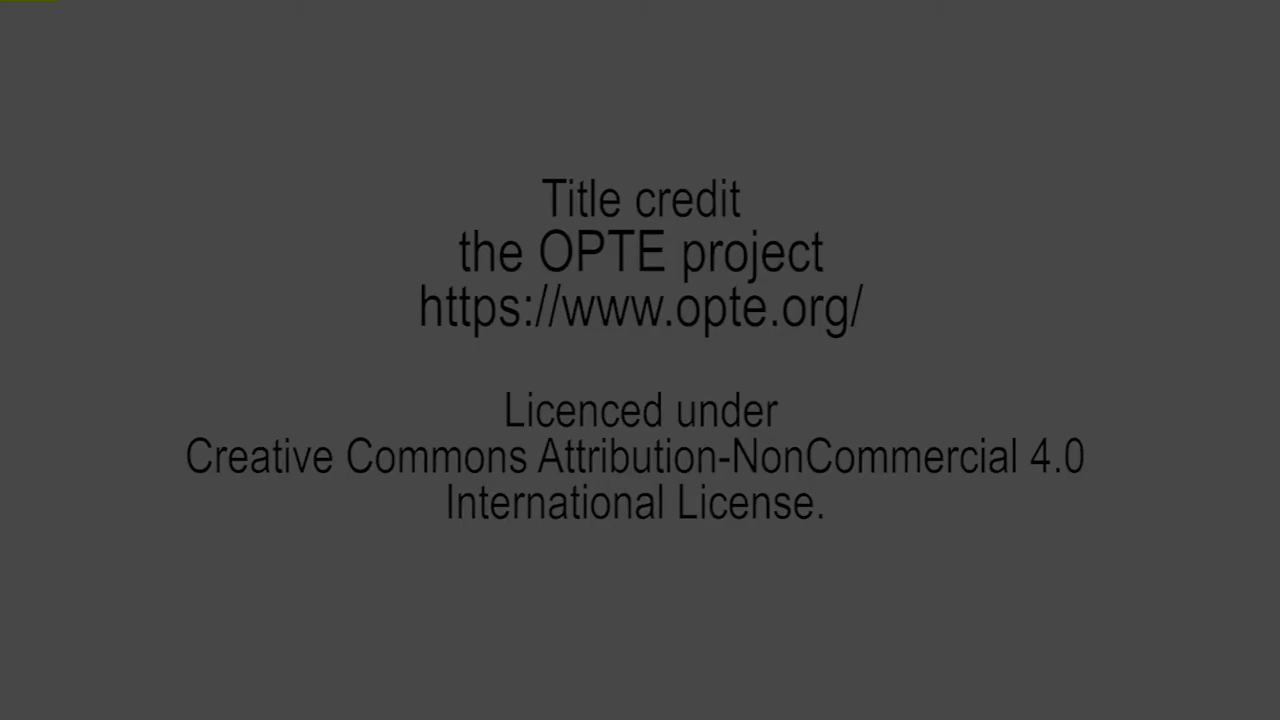 Title credit
the OPTE project
https://www.opte.org/
Licenced under
Creative Commons Attribution-NonCommercial 4.0
International License.